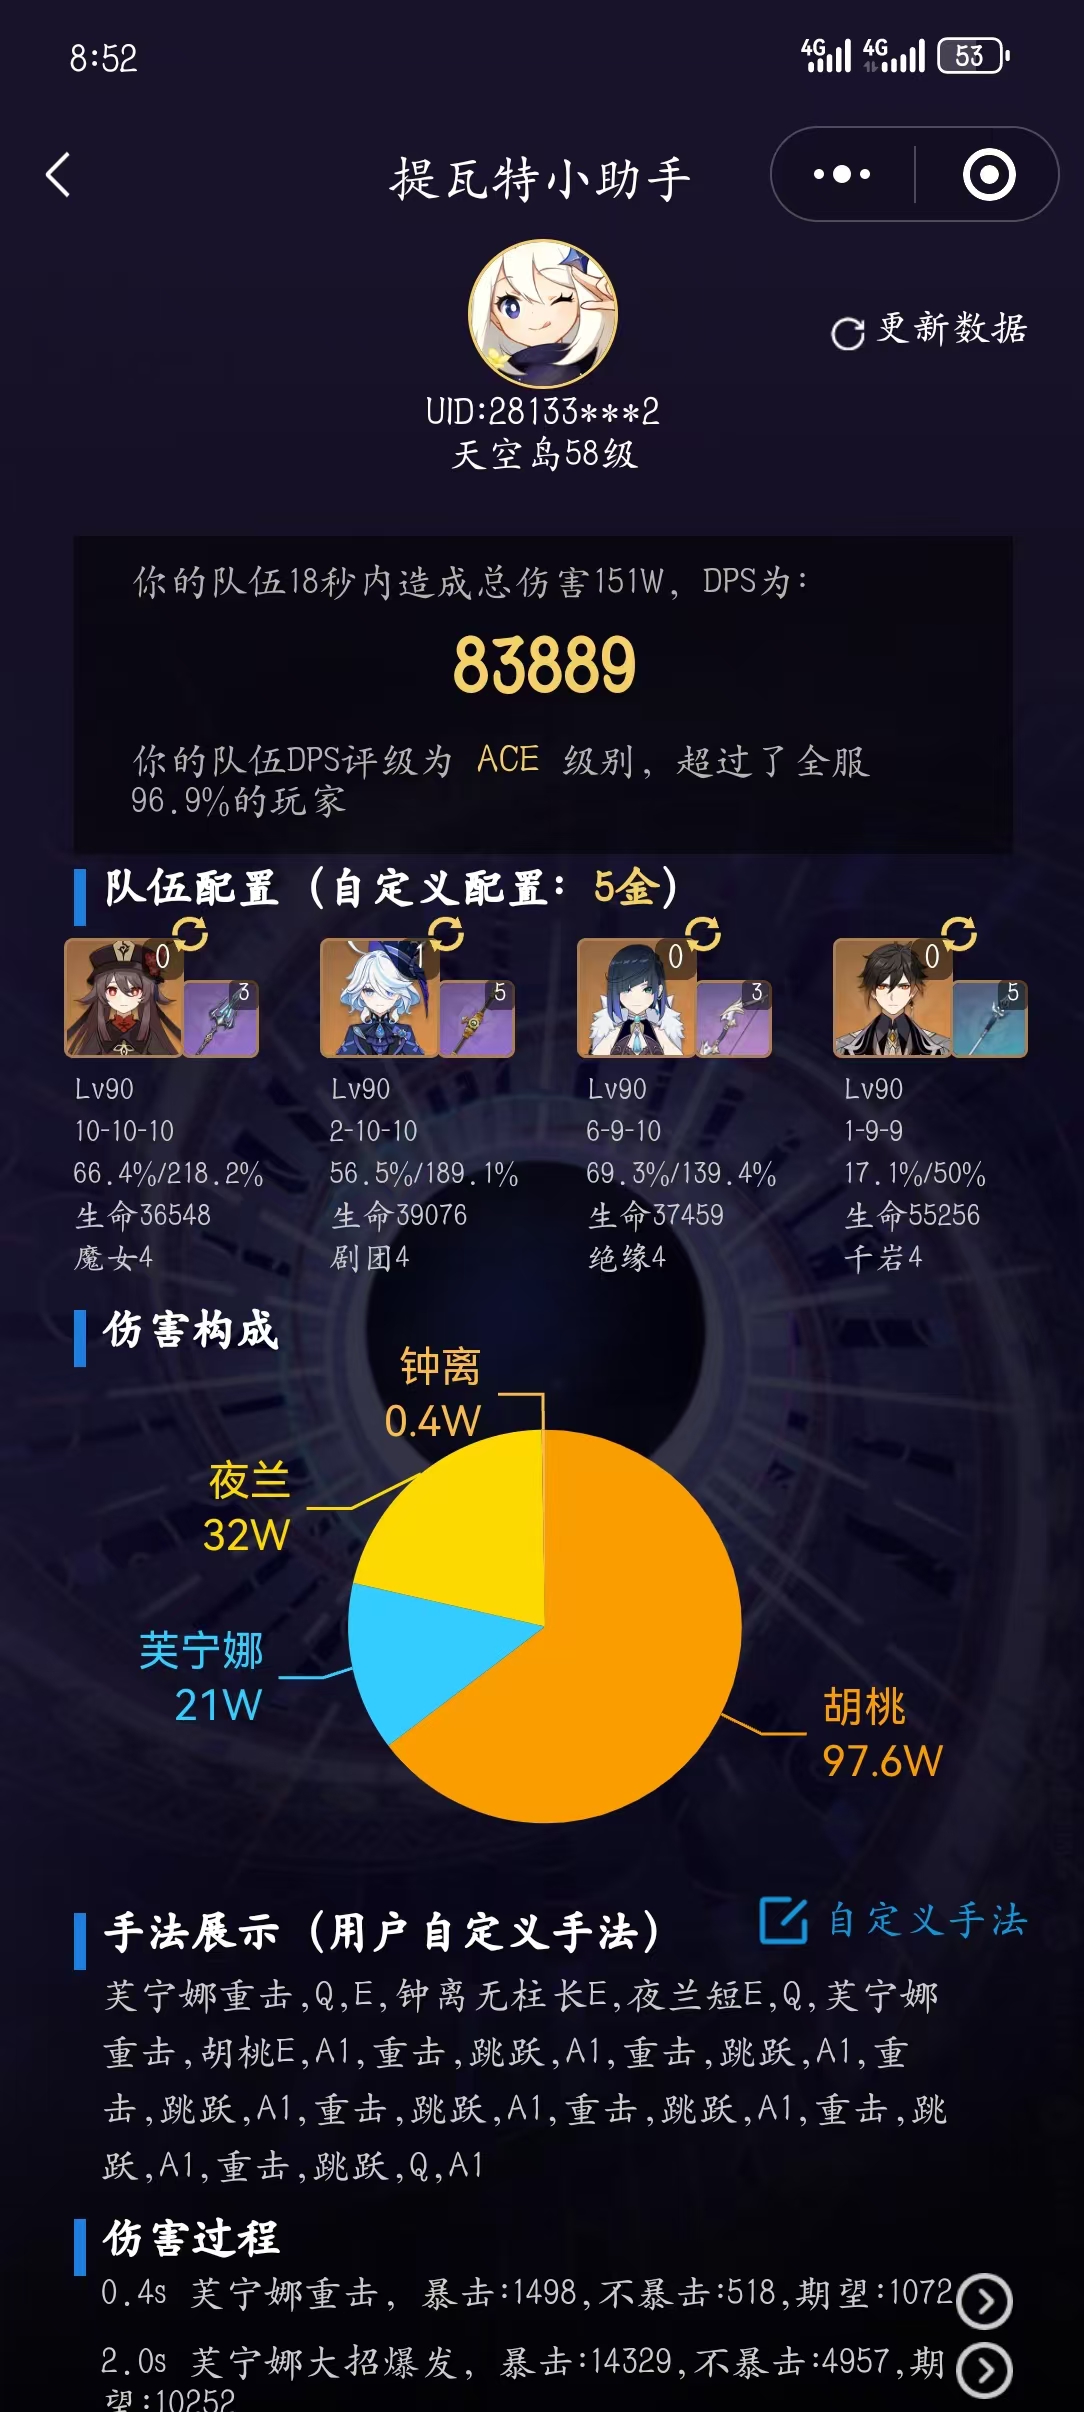 8:52
4G 4G 53
提瓦特小助手
更新数据
UID:28133***2
天空岛58级
你的队伍18秒内造成总伤害151W, DPS为:
83889
你的队伍DPS评级为 ACE 级别, 超过了全服
96.9%的玩家
队伍配置（自定义配置: 5金）
0 3 1 5 0 3 0 5
Lv90 Lv90 Lv90 Lv90
10-10-10 2-10-10 6-9-10 1-9-9
66.4%/218.2% 56.5%/189.1% 69.3%/139.4% 17.1%/50%
生命36548 生命39076 生命37459 生命55256
魔女4 剧团4 绝缘4 千岩4
伤害构成
钟离
0.4W
夜兰
32W
芙宁娜
21W
胡桃
97.6W
手法展示（用户自定义手法） 自定义手法
芙宁娜重击,Q,E,钟离无柱长E,夜兰短E,Q,芙宁娜
重击,胡桃E,A1,重击,跳跃,A1,重击,跳跃,A1,重
击,跳跃,A1,重击,跳跃,A1,重击,跳跃,A1,重击,跳
跃,A1,重击,跳跃,Q,A1
伤害过程
0.4s 芙宁娜重击, 暴击:1498,不暴击:518,期望:1072
2.0s 芙宁娜大招爆发, 暴击:14329,不暴击:4957,期
望:10252